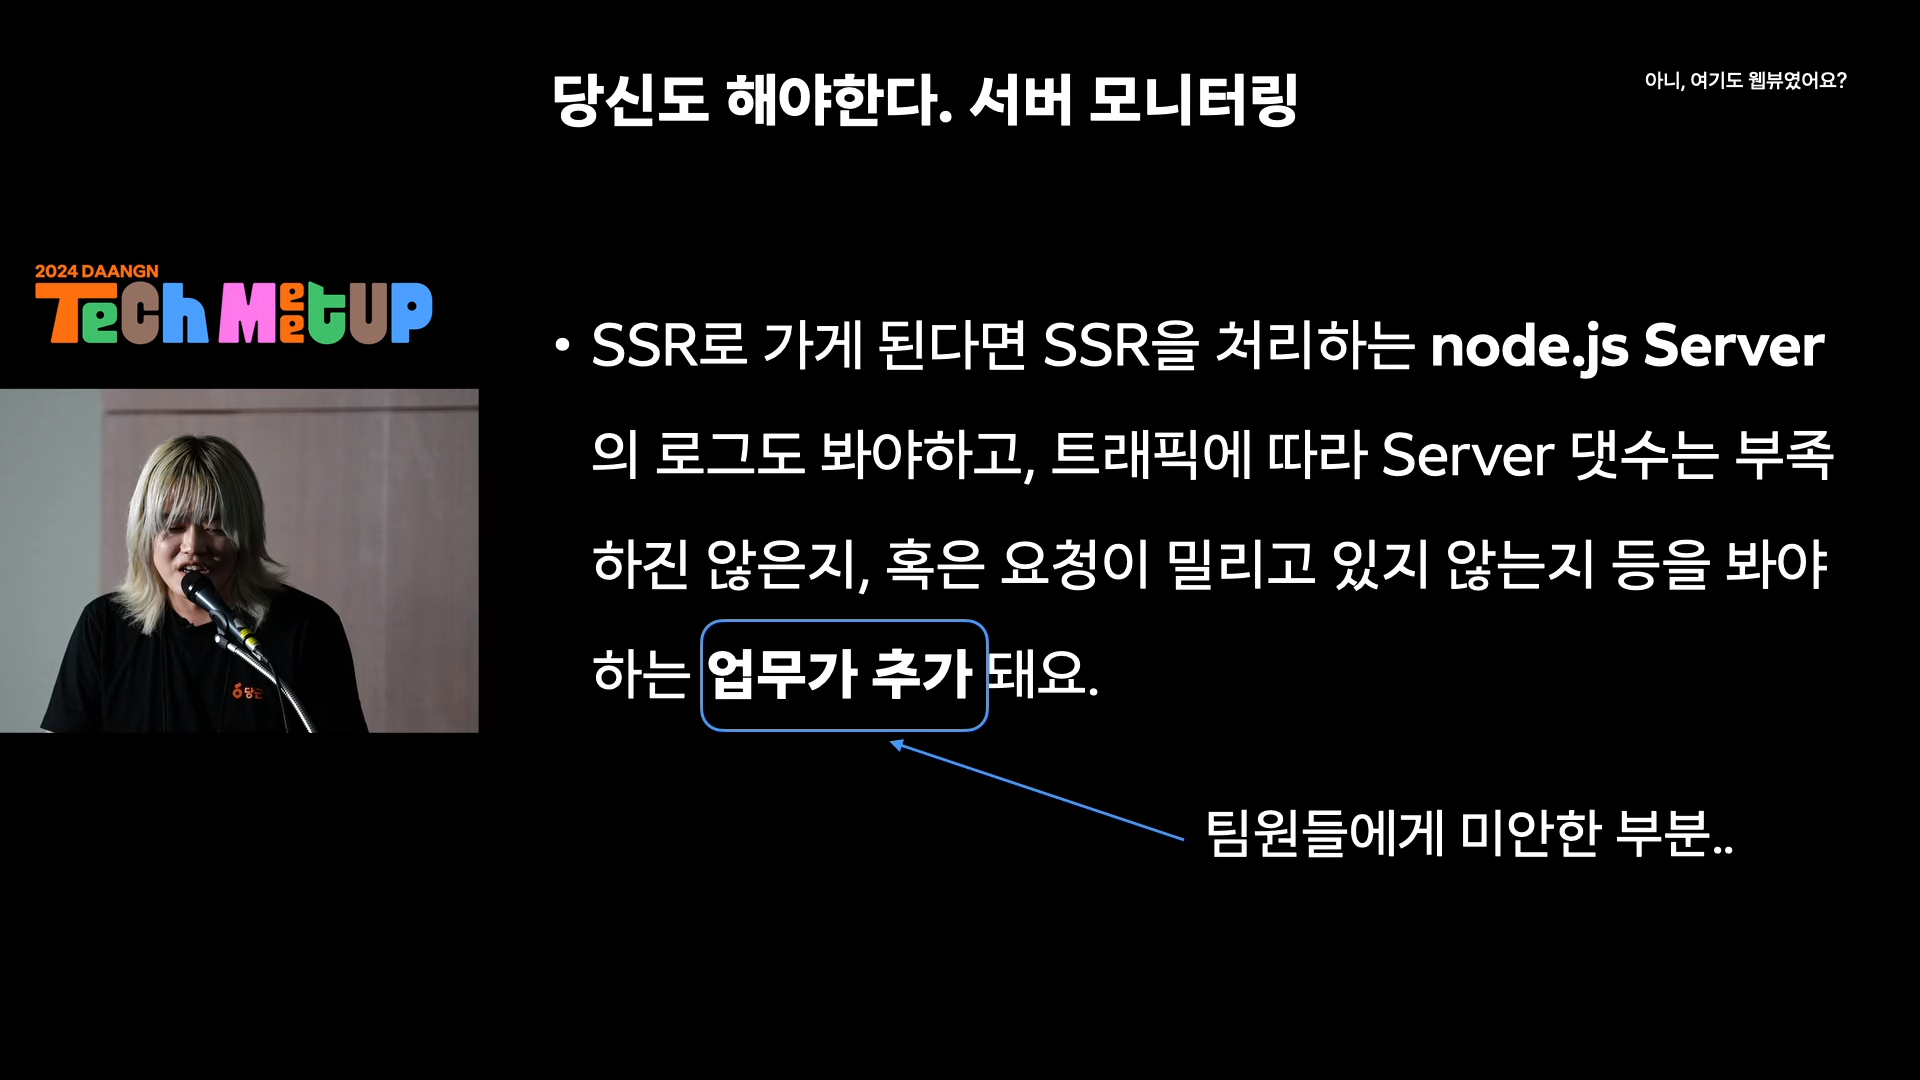 당신도 해야한다. 서버 모니터링
아니, 여기도 웹뷰였어요?
2024 DAANGN
TeCh MeetUP
• SSR로 가게 된다면 SSR을 처리하는 node.js Server
의 로그도 봐야하고, 트래픽에 따라 Server 댓수는 부족
하진 않은지, 혹은 요청이 밀리고 있지 않는지 등을 봐야
하는 업무가 추가 돼요.
팀원들에게 미안한 부분..
당근